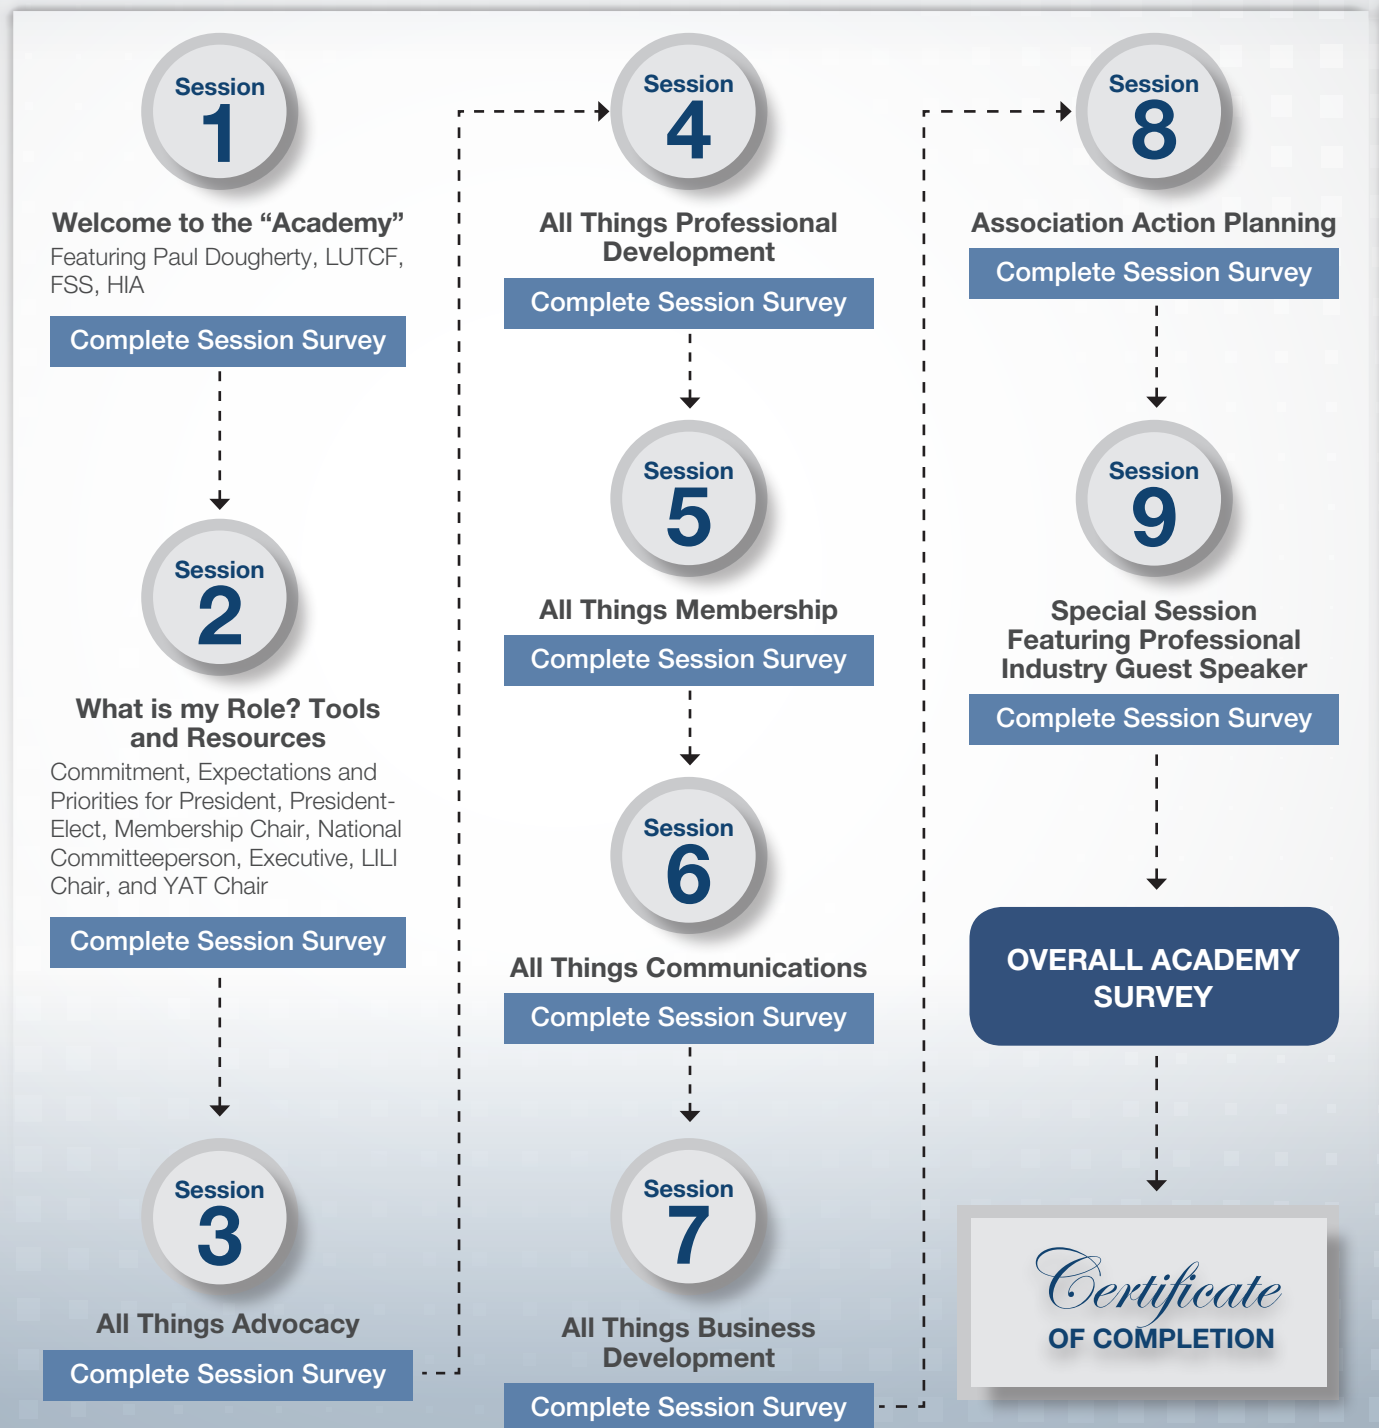 Session
1
Welcome to the “Academy”
Featuring Paul Dougherty, LUTCF,
FSS, HIA
Complete Session Survey
Session
2
What is my Role? Tools
and Resources
Commitment, Expectations and
Priorities for President, President-
Elect, Membership Chair, National
Committeeperson, Executive, LILI
Chair, and YAT Chair
Complete Session Survey
Session
3
All Things Advocacy
Complete Session Survey
Session
4
All Things Professional
Development
Complete Session Survey
Session
5
All Things Membership
Complete Session Survey
Session
6
All Things Communications
Complete Session Survey
Session
7
All Things Business
Development
Complete Session Survey
Session
8
Association Action Planning
Complete Session Survey
Session
9
Special Session
Featuring Professional
Industry Guest Speaker
Complete Session Survey
OVERALL ACADEMY
SURVEY
Certificate
OF COMPLETION